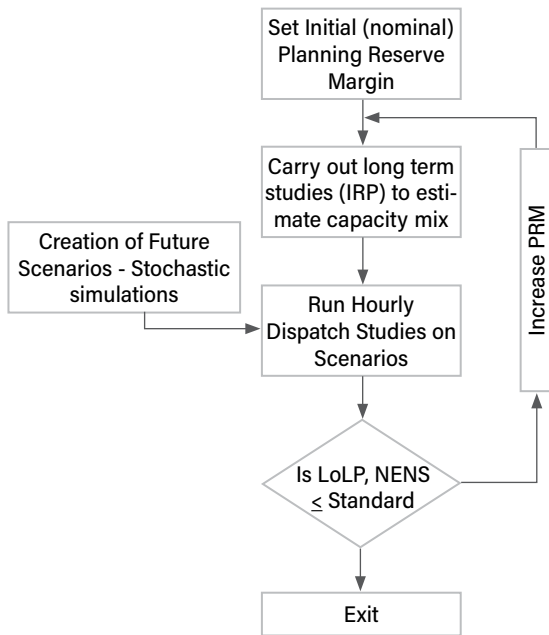 Set Initial (nominal)
Planning Reserve
Margin
Carry out long term
studies (IRP) to esti-
mate capacity mix
Increase PRM
Creation of Future
Scenarios - Stochastic
simulations
Run Hourly
Dispatch Studies on
Scenarios
Is LoLP, NENS
≤ Standard
Exit